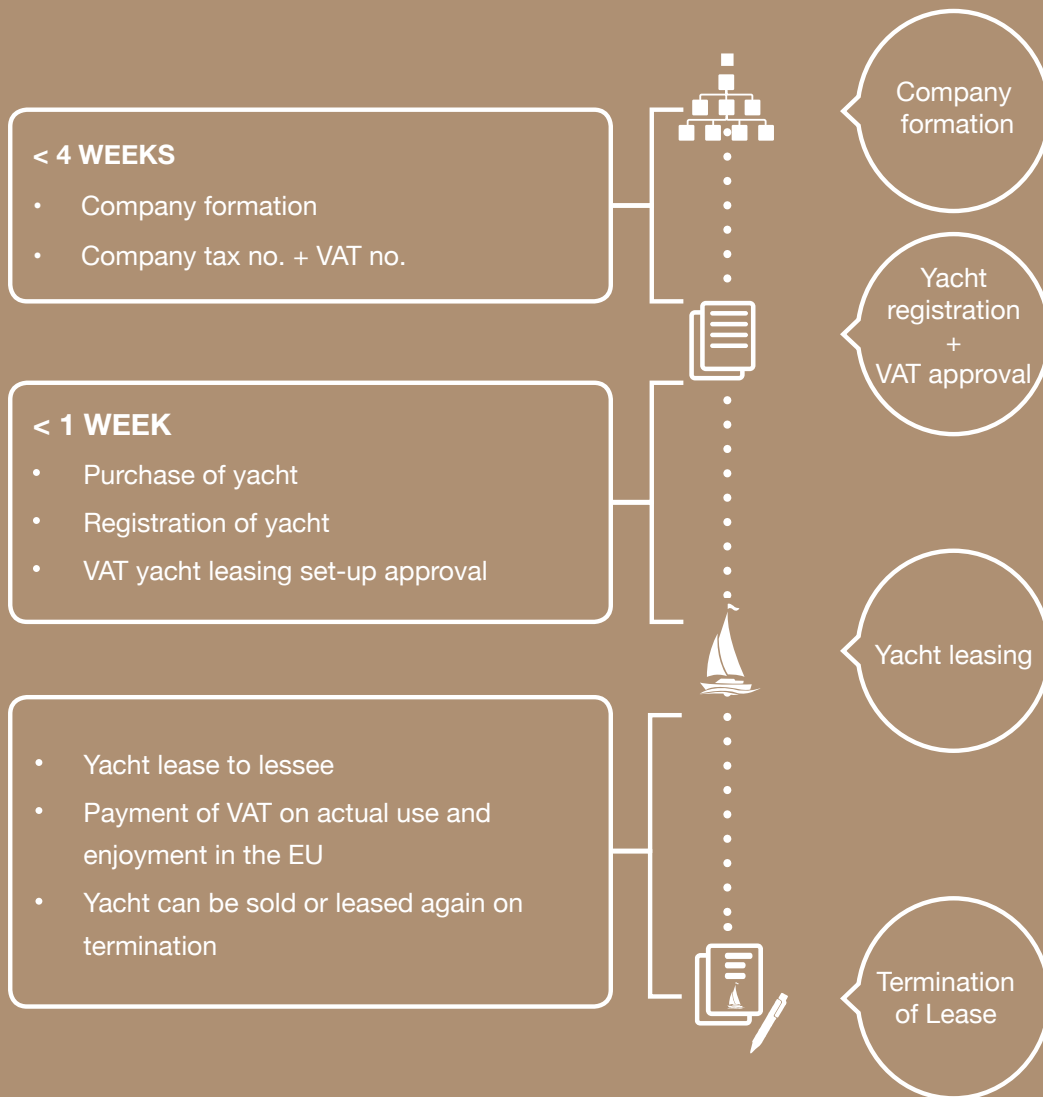 Company
formation
< 4 WEEKS
• Company formation
• Company tax no. + VAT no.
Yacht
registration
+
VAT approval
< 1 WEEK
• Purchase of yacht
• Registration of yacht
• VAT yacht leasing set-up approval
Yacht leasing
• Yacht lease to lessee
• Payment of VAT on actual use and
enjoyment in the EU
• Yacht can be sold or leased again on
termination
Termination
of Lease